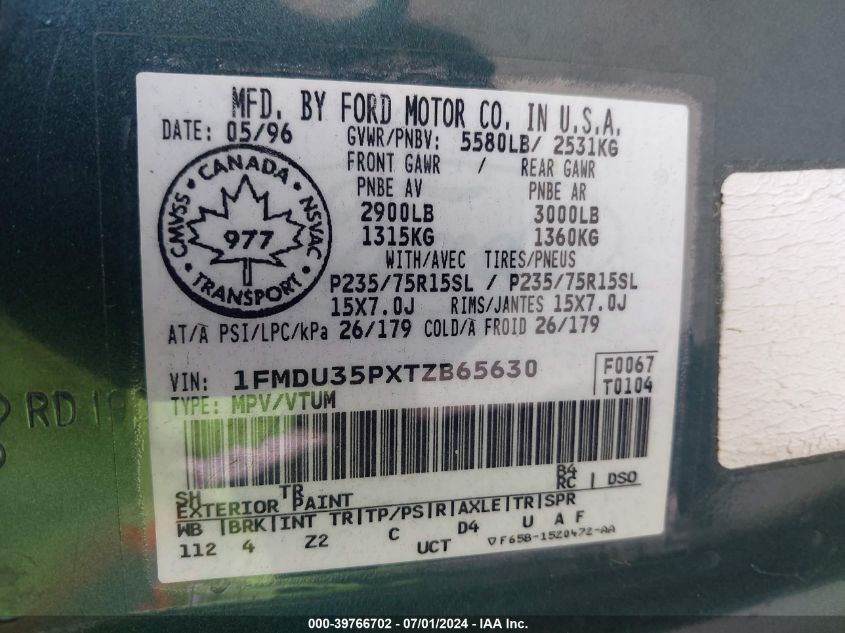 MFD. BY FORD MOTOR CO. IN U.S.A.
DATE: 05/96 GVWR/PNBV: 5580LB/ 2531KG
FRONT GAWR / REAR GAWR
PNBE AV PNBE AR
2900LB 3000LB
1315KG 1360KG
WITH/AVEC TIRES/PNEUS
P235/75R15SL / P235/75R15SL
15X7.0J RIMS/JANTES 15X7.0J
AT/A PSI/LPC/kPa 26/179 COLD/A FROID 26/179
CANADA
CMVSS NSVAC
977
TRANSPORT
VIN: 1FMDU35PXTZB65630
F0067
T0104
TYPE: MPV/VTUM
SH TR B4
EXTERIOR PAINT RC DSO
WB BRK INT TR TP/PS R AXLE TR SPR
112 4 Z2 C D4 U A F
UCT ▽F65B-1520472-AA
RD
000-39766702 - 07/01/2024 - IAA Inc.